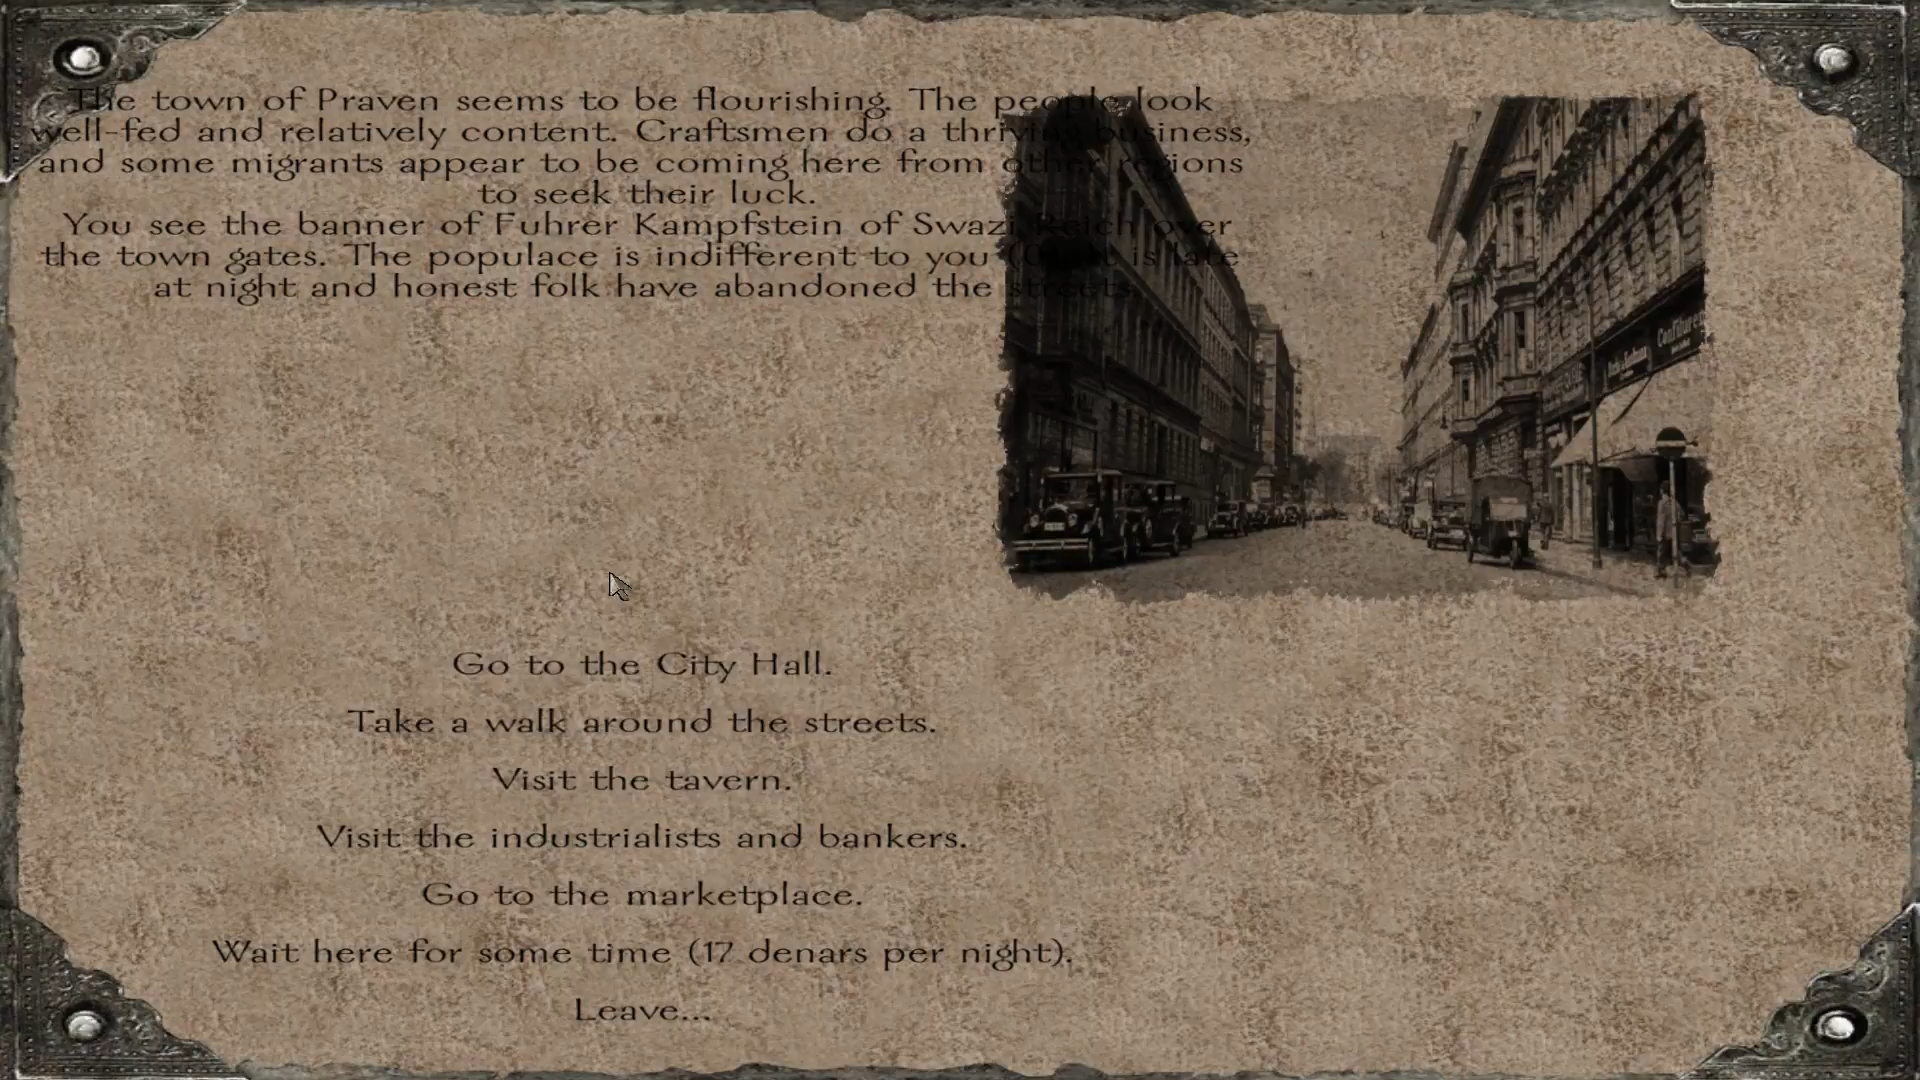 The town of Praven seems to be flourishing. The people look
well-fed and relatively content. Craftsmen do a thriving business,
and some migrants appear to be coming here from other regions
to seek their luck.
You see the banner of Fuhrer Kampfstein of Swazi Reich over
the town gates. The populace is indifferent to you is late
at night and honest folk have abandoned the streets.
Go to the City Hall.
Take a walk around the streets.
Visit the tavern.
Visit the industrialists and bankers.
Go to the marketplace.
Wait here for some time (17 denars per night).
Leave...